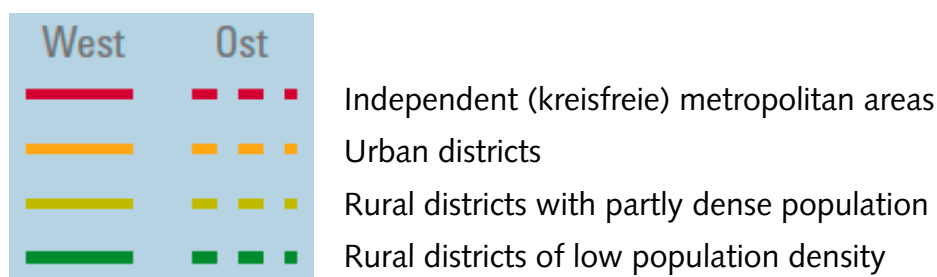 West Ost
Independent (kreisfreie) metropolitan areas
Urban districts
Rural districts with partly dense population
Rural districts of low population density